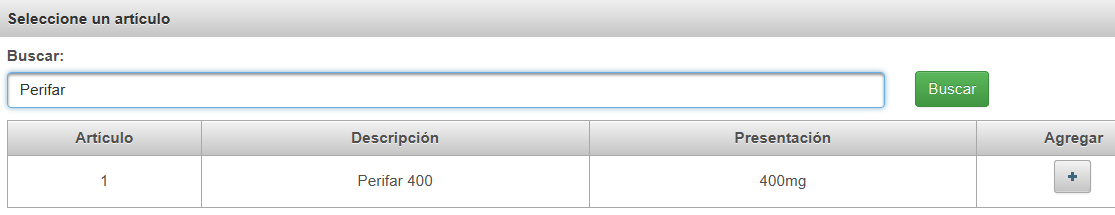 Seleccione un artículo
Buscar:
Perifar
Buscar
Artículo Descripción Presentación Agregar
1 Perifar 400 400mg +